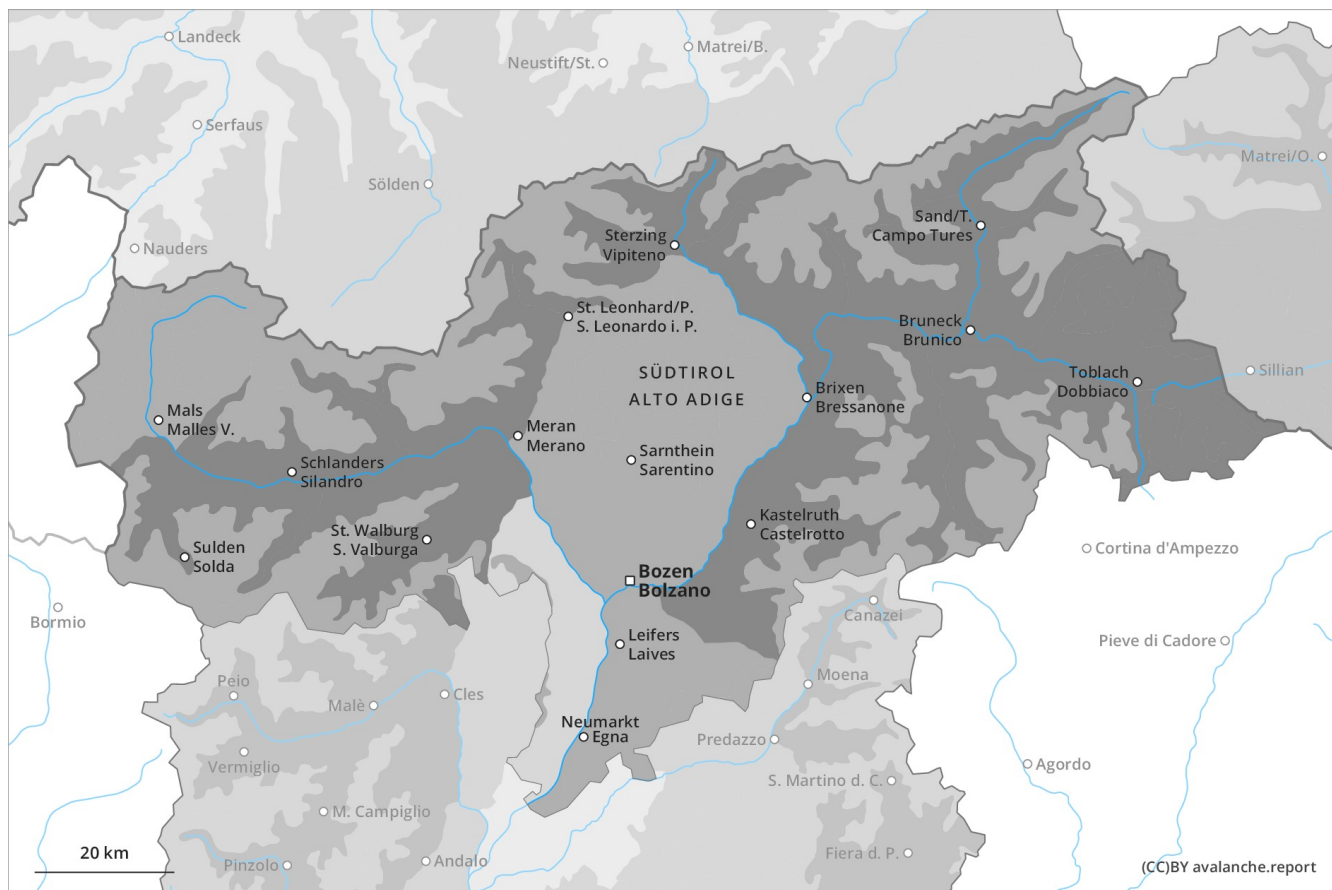 Landeck
Matrei/B.
Neustift/St.
Serfaus
Matrei/O.
Sölden
Sand/T.
Campo Tures
Nauders
Sterzing
Vipiteno
St. Leonhard/P.
S. Leonardo i. P.
Bruneck
Brunico
SÜDTIROL
ALTO ADIGE
Toblach
Dobbiaco
Sillian
Brixen
Bressanone
Mals
Malles V.
Meran
Merano
Sarnthein
Sarentino
Schlanders
Silandro
Kastelruth
Castelrotto
St. Walburg
S. Valburga
Sulden
Solda
Cortina d'Ampezzo
Bozen
Bolzano
Bormio
Canazei
Leifers
Laives
Pieve di Cadore
Peio
Malè
Cles
Moena
Neumarkt
Egna
Predazzo
Vermiglio
Agordo
S. Martino d. C.
M. Campiglio
20 km
Pinzolo
Andalo
Fiera d. P.
(CC)BY avalanche.report